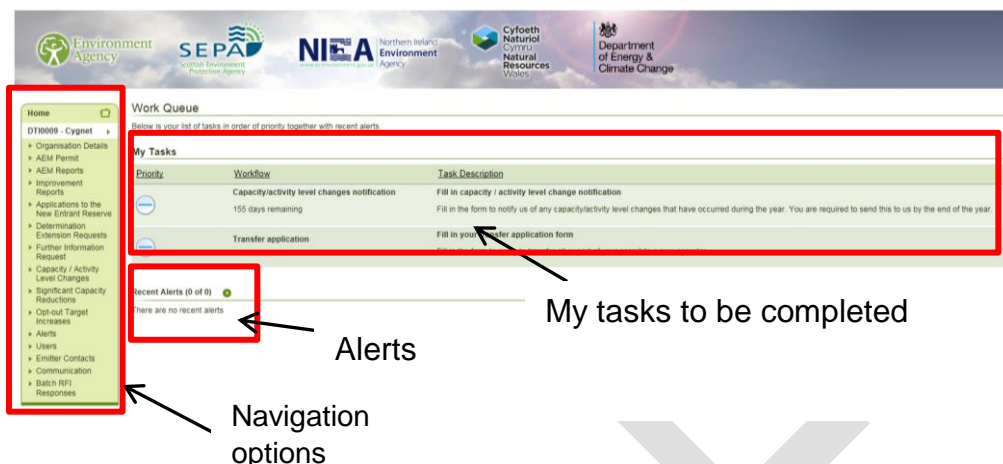 Environment
Agency
SEPA
Scottish Environment
Protection Agency
NIEA
Northern Ireland
Environment
Agency
Cyfoeth
Naturiol
Cymru
Natural
Resources
Wales
Department
of Energy &
Climate Change
Home
DTI0009 - Cygnet
Organisation Details
AEM Permit
AEM Reports
Improvement
Reports
Applications to the
New Entrant Reserve
Determination
Extension Requests
Further Information
Request
Capacity / Activity
Level Changes
Significant Capacity
Reductions
Opt-out Target
Increases
Alerts
Users
Emitter Contacts
Communication
Batch RFI
Responses
Work Queue
Below is your list of tasks in order of priority together with recent alerts.
My Tasks
Priority Workflow Task Description
Capacity/activity level changes notification Fill in capacity / activity level change notification
155 days remaining Fill in the form to notify us of any capacity/activity level changes that have occurred during the year. You are required to send this to us by the end of the year.
Transfer application Fill in your transfer application form
Recent Alerts (0 of 0)
There are no recent alerts
My tasks to be completed
Alerts
Navigation
options